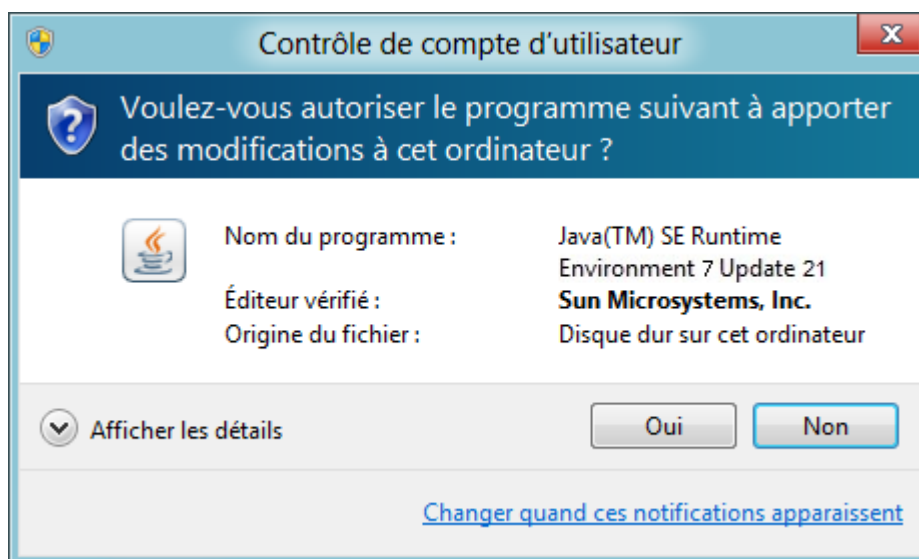 Contrôle de compte d'utilisateur
x
Voulez-vous autoriser le programme suivant à apporter
des modifications à cet ordinateur ?
Nom du programme : Java(TM) SE Runtime
Environment 7 Update 21
Éditeur vérifié : Sun Microsystems, Inc.
Origine du fichier : Disque dur sur cet ordinateur
Afficher les détails Oui Non
Changer quand ces notifications apparaissent